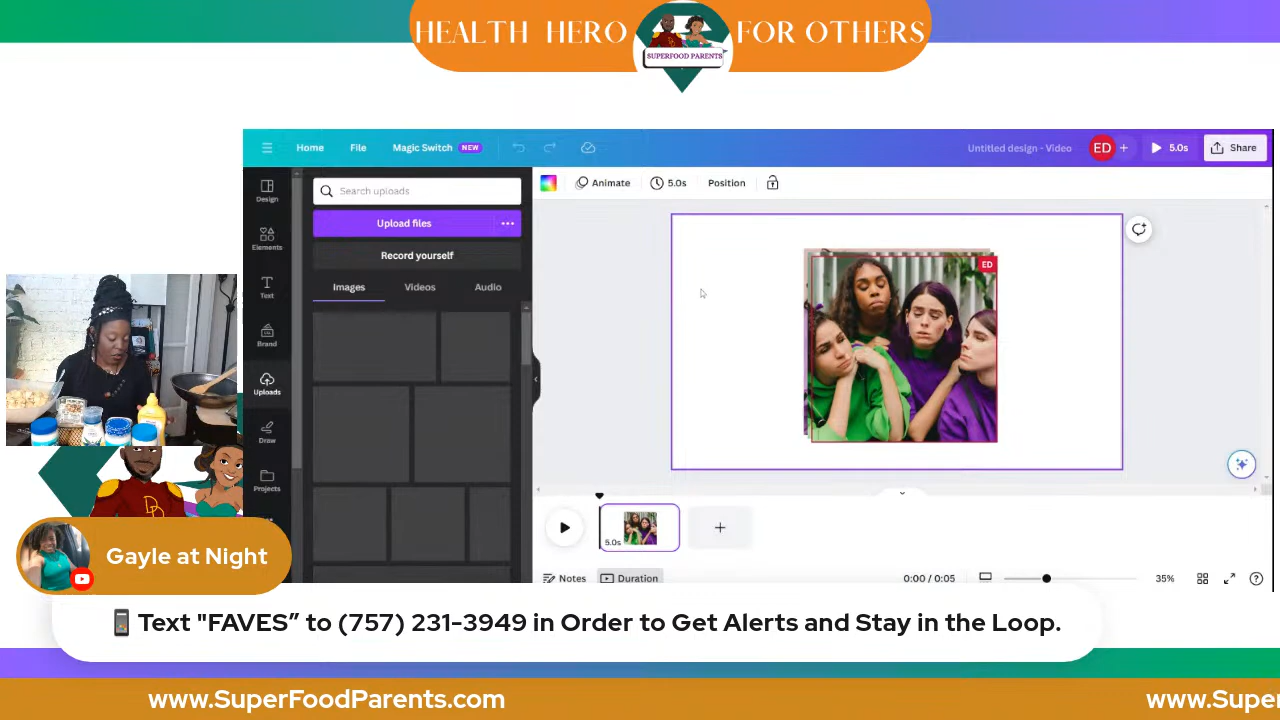 HEALTH HERO FOR OTHERS
SUPERFOOD PARENTS
Home File Magic Switch NEW
Untitled design - Video ED + 5.0s Share
Design
Elements
Text
Brand
Uploads
Draw
Projects
Search uploads
Upload files
Record yourself
Images Videos Audio
Animate 5.0s Position
ED
5.0s
Notes Duration 0:00 / 0:05 35%
Gayle at Night
Text "FAVES” to (757) 231-3949 in Order to Get Alerts and Stay in the Loop.
www.SuperFoodParents.com www.Supe